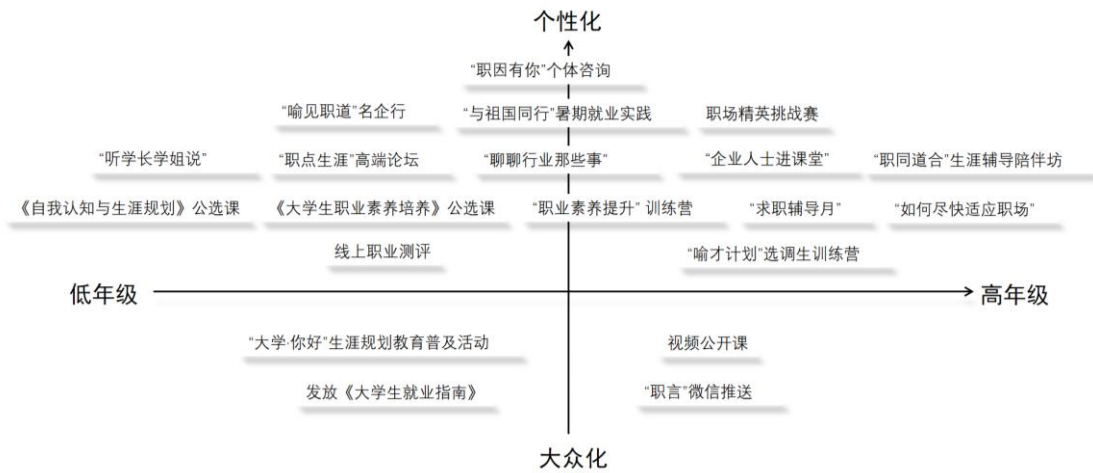 个性化
“职因有你”个体咨询
“喻见职道”名企行
“与祖国同行”暑期就业实践
职场精英挑战赛
“听学长学姐说”
“职点生涯”高端论坛
“聊聊行业那些事”
“企业人士进课堂”
“职同道合”生涯辅导陪伴坊
《自我认知与生涯规划》公选课
《大学生职业素养培养》公选课
“职业素养提升” 训练营
“求职辅导月”
“如何尽快适应职场”
线上职业测评
“喻才计划”选调生训练营
低年级
高年级
“大学·你好”生涯规划教育普及活动
视频公开课
发放《大学生就业指南》
“职言”微信推送
大众化